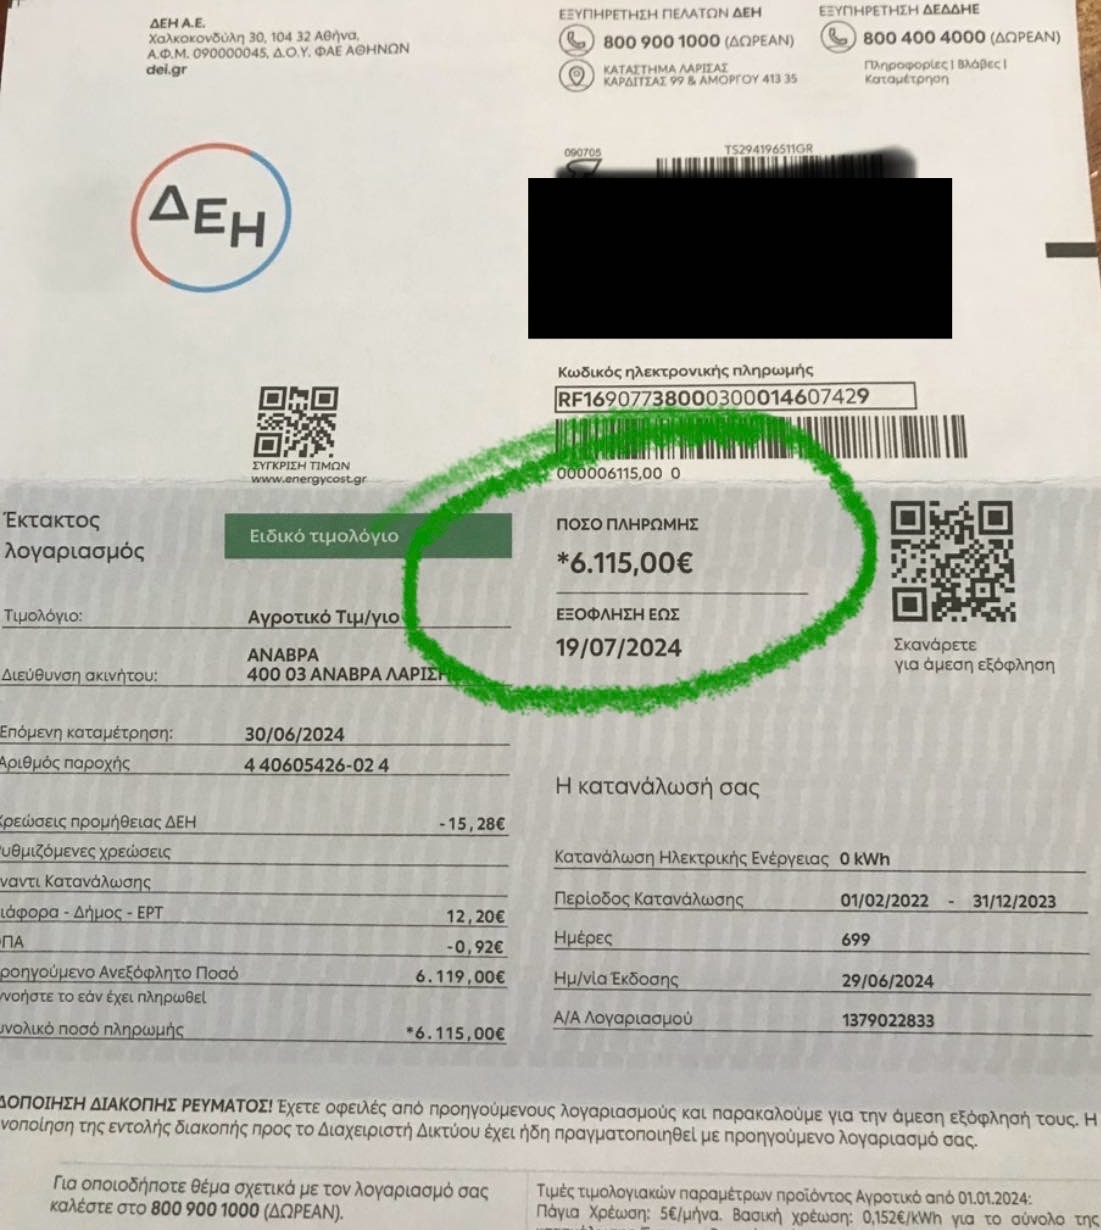 ΔΕΗ Α.Ε.
Χαλκοκονδύλη 30, 104 32 Αθήνα,
Α.Φ.Μ. 090000045, Δ.Ο.Υ. ΦΑΕ ΑΘΗΝΩΝ
dei.gr
ΕΞΥΠΗΡΕΤΗΣΗ ΠΕΛΑΤΩΝ ΔΕΗ
800 900 1000 (ΔΩΡΕΑΝ)
ΚΑΤΑΣΤΗΜΑ ΛΑΡΙΣΑΣ
ΚΑΡΔΙΤΣΑΣ 99 & ΑΜΟΡΓΟΥ 413 35
ΕΞΥΠΗΡΕΤΗΣΗ ΔΕΔΔΗΕ
800 400 4000 (ΔΩΡΕΑΝ)
Πληροφορίες | Βλάβες |
Καταμέτρηση
090705
TS294196511GR
ΔΕΗ
Κωδικός ηλεκτρονικής πληρωμής
RF16907738000300014607429
000006115,00 0
ΣΥΓΚΡΙΣΗ ΤΙΜΩΝ
www.energycost.gr
Έκτακτος
λογαριασμός
Ειδικό τιμολόγιο
ΠΟΣΟ ΠΛΗΡΩΜΗΣ
*6.115,00€
ΕΞΟΦΛΗΣΗ ΕΩΣ
19/07/2024
Σκανάρετε
για άμεση εξόφληση
Τιμολόγιο: Αγροτικό Τιμ/γιο
Διεύθυνση ακινήτου: ΑΝΑΒΡΑ
400 03 ΑΝΑΒΡΑ ΛΑΡΙΣΗ
Επόμενη καταμέτρηση: 30/06/2024
Αριθμός παροχής 4 40605426-02 4
Χρεώσεις προμήθειας ΔΕΗ -15,28€
υθμιζόμενες χρεώσεις
ναντι Κατανάλωσης
ιάφορα - Δήμος - ΕΡΤ 12,20€
ΠΑ -0,92€
ροηγούμενο Ανεξόφλητο Ποσό 6.119,00€
γνοήστε το εάν έχει πληρωθεί
υνολικό ποσό πληρωμής *6.115,00€
Η κατανάλωσή σας
Κατανάλωση Ηλεκτρικής Ενέργειας 0 kWh
Περίοδος Κατανάλωσης 01/02/2022 - 31/12/2023
Ημέρες 699
Ημ/νία Έκδοσης 29/06/2024
Α/Α Λογαριασμού 1379022833
ΔΟΠΟΙΗΣΗ ΔΙΑΚΟΠΗΣ ΡΕΥΜΑΤΟΣ! Έχετε οφειλές από προηγούμενους λογαριασμούς και παρακαλούμε για την άμεση εξόφλησή τους. Η
νοποίηση της εντολής διακοπής προς το Διαχειριστή Δικτύου έχει ήδη πραγματοποιηθεί με προηγούμενο λογαριασμό σας.
Για οποιοδήποτε θέμα σχετικά με τον λογαριασμό σας
καλέστε στο 800 900 1000 (ΔΩΡΕΑΝ).
Τιμές τιμολογιακών παραμέτρων προϊόντος Αγροτικό από 01.01.2024:
Πάγια Χρέωση: 5€/μήνα. Βασική χρέωση: 0,152€/kWh για το σύνολο της